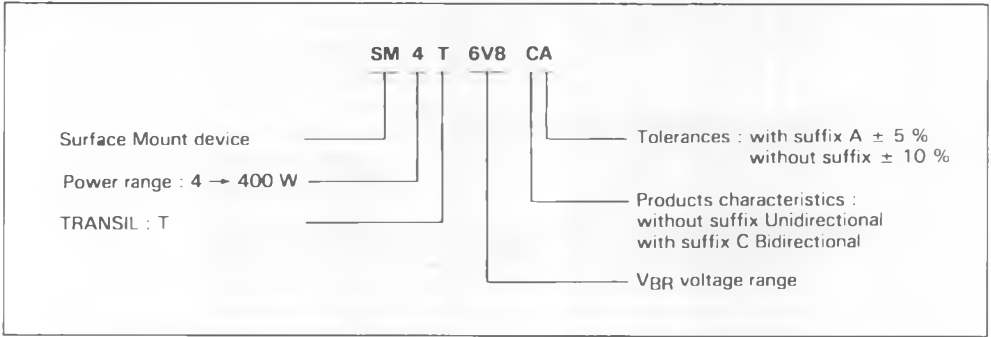 SM 4 T 6V8 CA
Surface Mount device
Power range : 4 → 400 W
TRANSIL : T
Tolerances : with suffix A ± 5 %
without suffix ± 10 %
Products characteristics :
without suffix Unidirectional
with suffix C Bidirectional
VBR voltage range